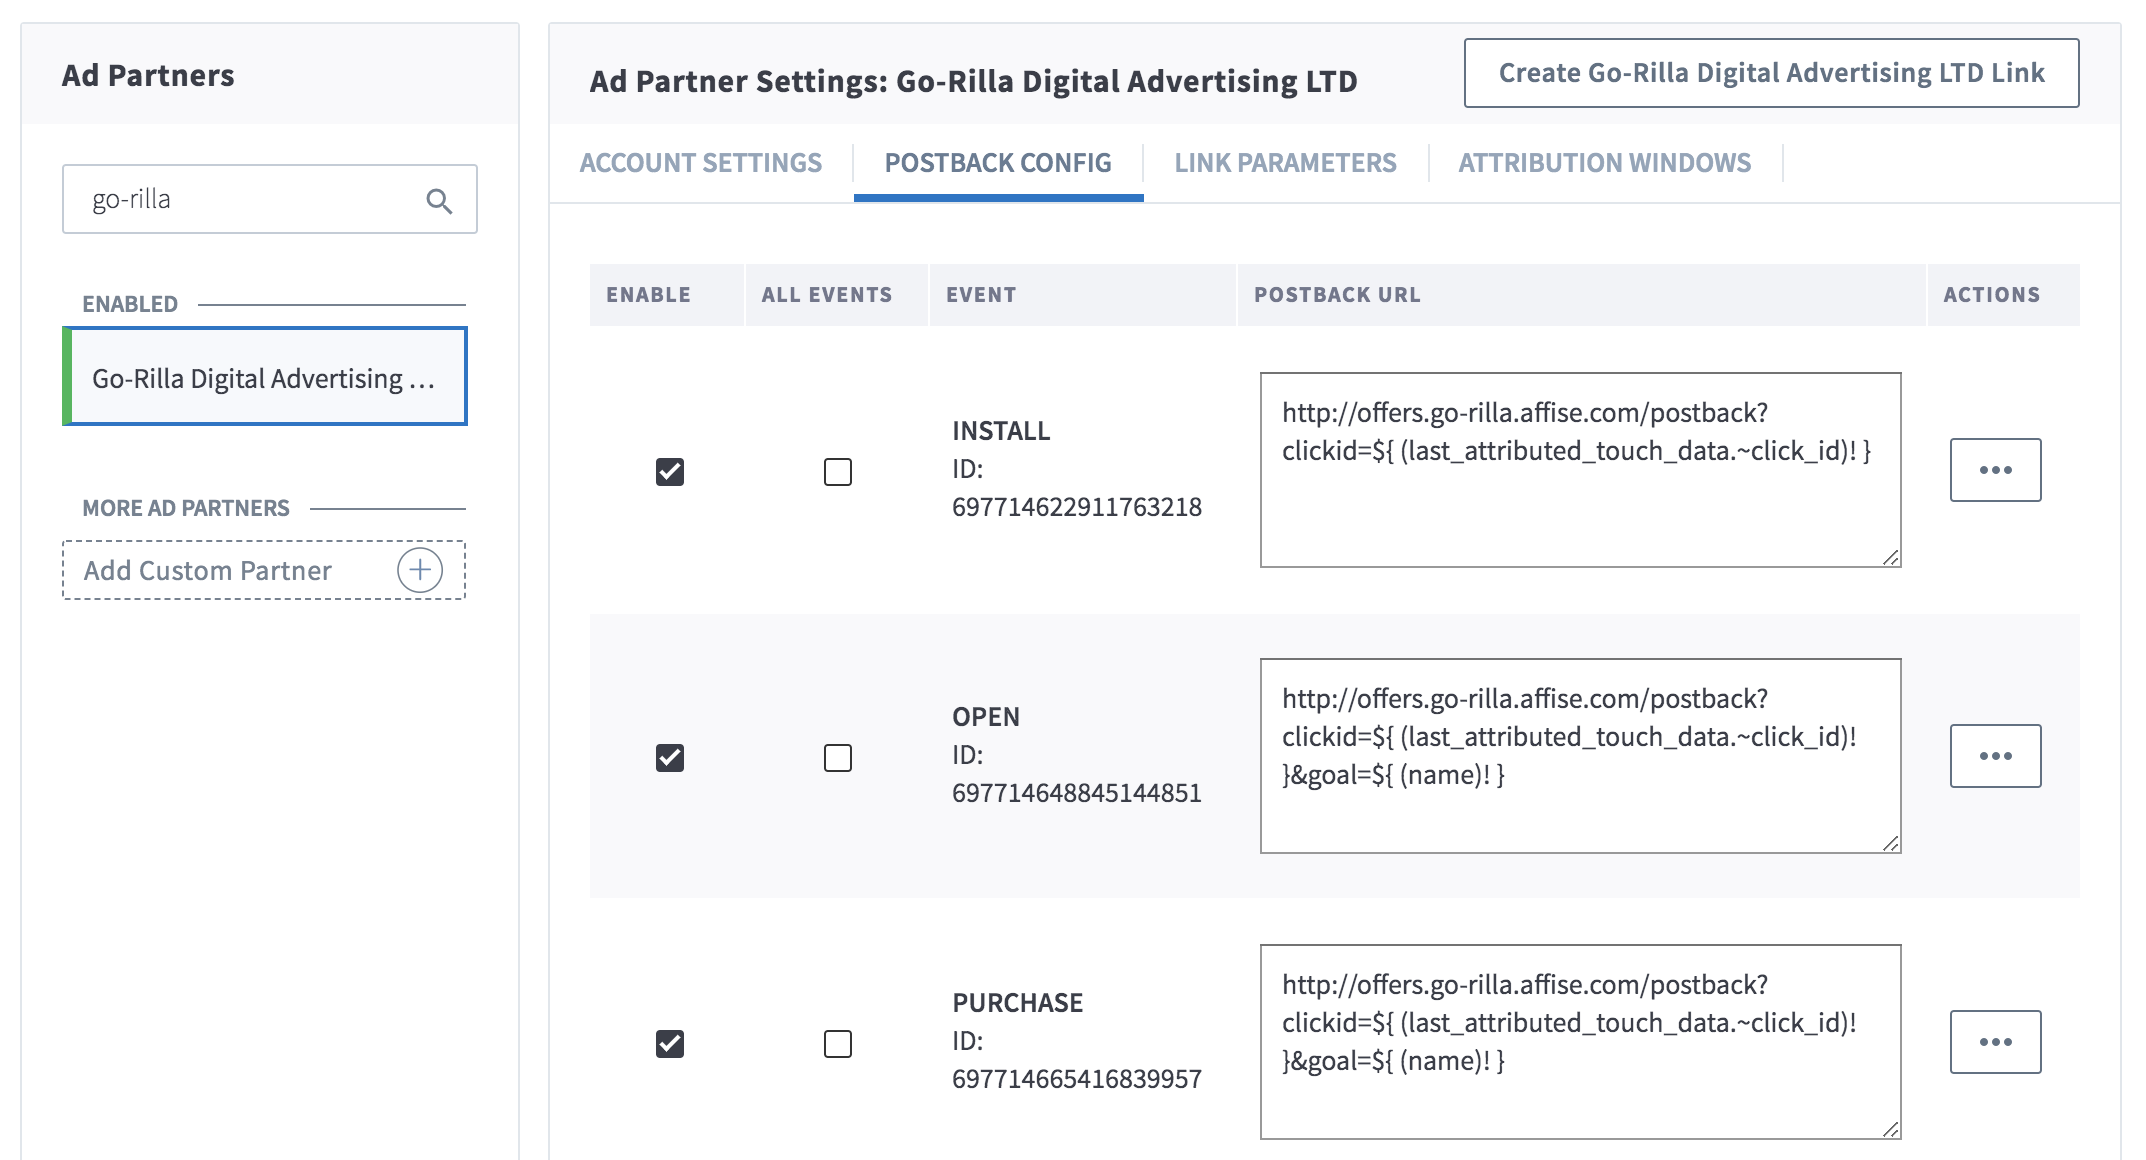 Ad Partners
go-rilla
ENABLED
Go-Rilla Digital Advertising ...
MORE AD PARTNERS
Add Custom Partner
Ad Partner Settings: Go-Rilla Digital Advertising LTD
Create Go-Rilla Digital Advertising LTD Link
ACCOUNT SETTINGS
POSTBACK CONFIG
LINK PARAMETERS
ATTRIBUTION WINDOWS
ENABLE
ALL EVENTS
EVENT
POSTBACK URL
ACTIONS
INSTALL
ID:
697714622911763218
http://offers.go-rilla.affise.com/postback?
clickid=${ (last_attributed_touch_data.~click_id)! }
OPEN
ID:
697714648845144851
http://offers.go-rilla.affise.com/postback?
clickid=${ (last_attributed_touch_data.~click_id)!
}&goal=${ (name)! }
PURCHASE
ID:
697714665416839957
http://offers.go-rilla.affise.com/postback?
clickid=${ (last_attributed_touch_data.~click_id)!
}&goal=${ (name)! }